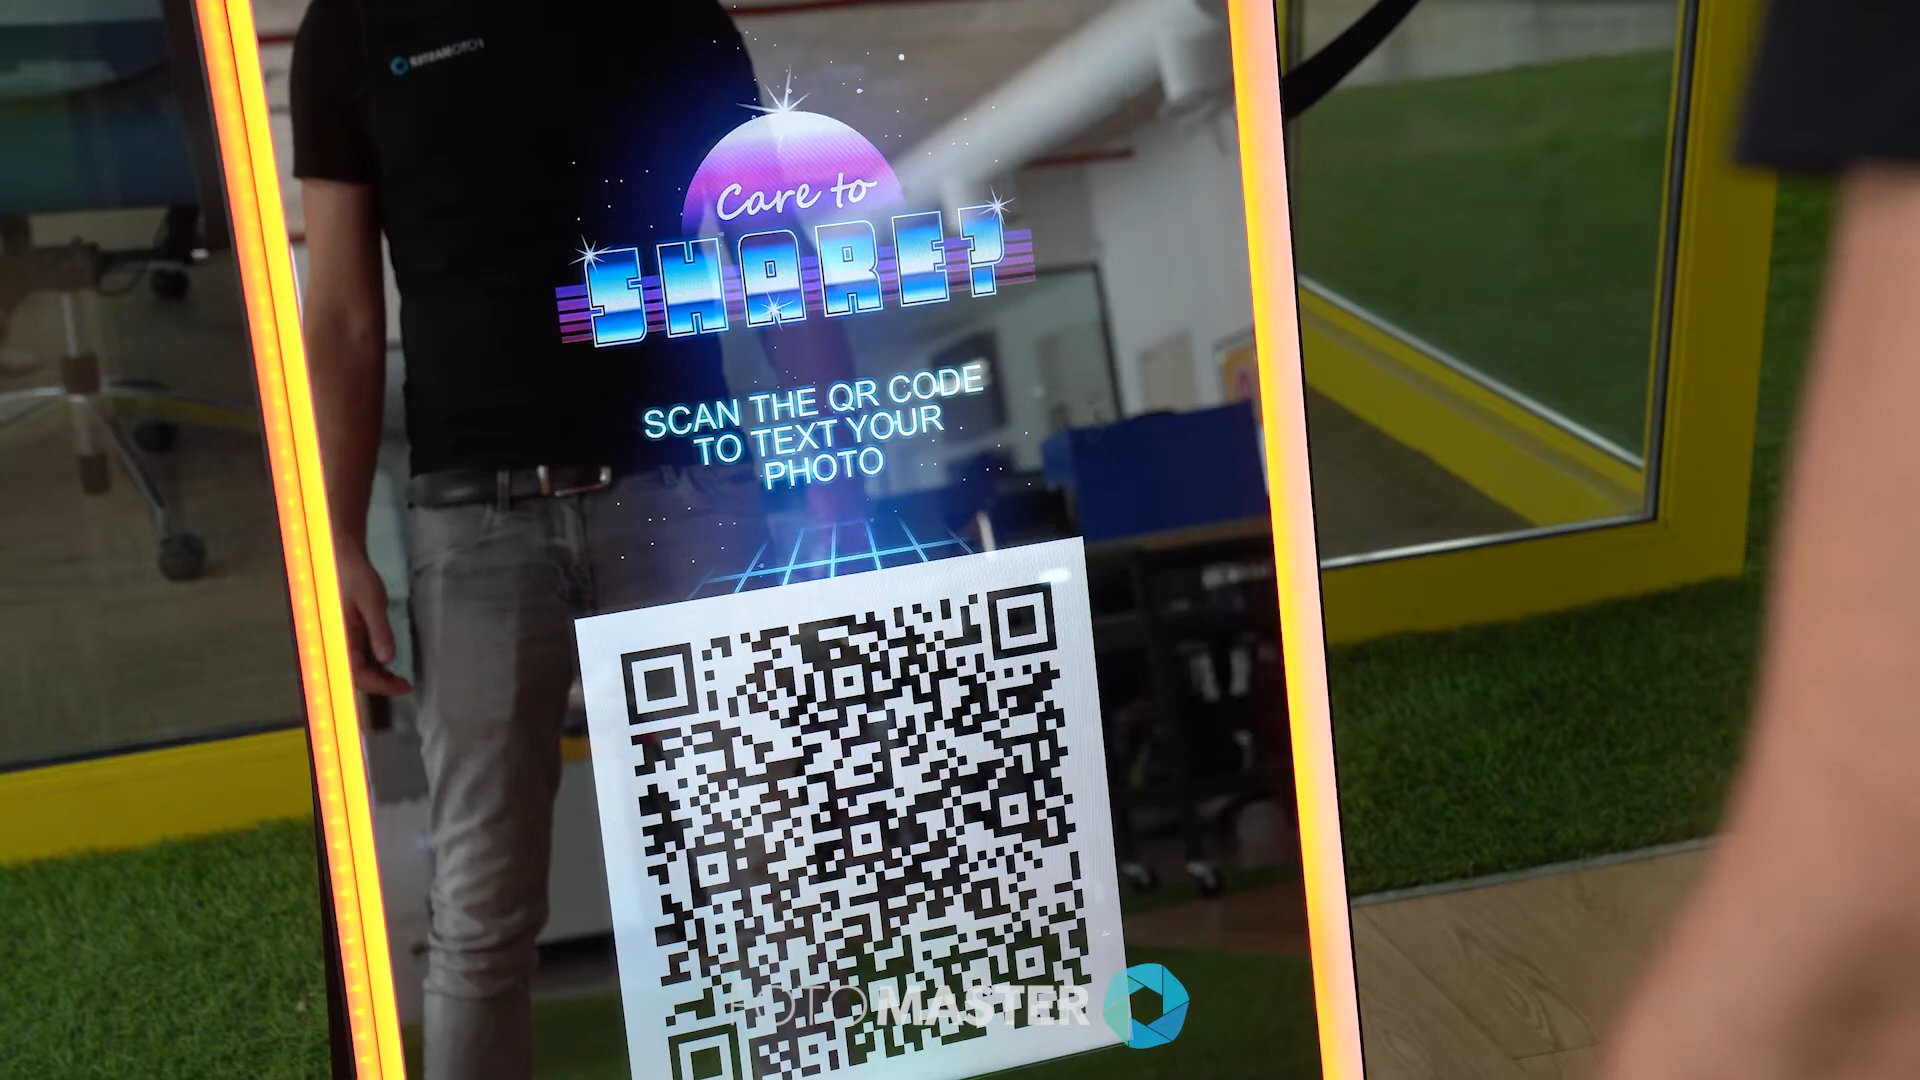 Care to
SHARE?
SCAN THE QR CODE
TO TEXT YOUR
PHOTO
FOTOMASTER